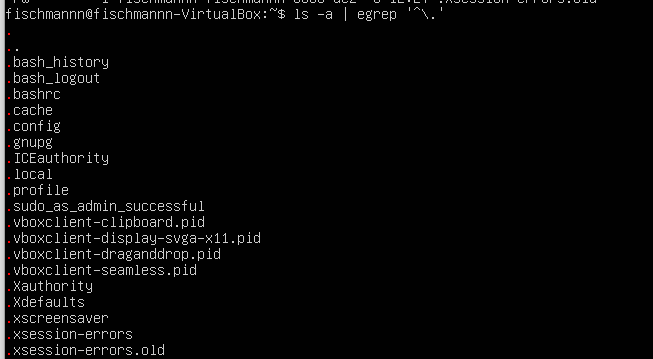 fischmannn@fischmannn-VirtualBox:~$ ls -a | egrep '^\.'
.
..
.bash_history
.bash_logout
.bashrc
.cache
.config
.gnupg
.ICEauthority
.local
.profile
.sudo_as_admin_successful
.vboxclient-clipboard.pid
.vboxclient-display-svga-x11.pid
.vboxclient-draganddrop.pid
.vboxclient-seamless.pid
.Xauthority
.Xdefaults
.xscreensaver
.xsession-errors
.xsession-errors.old